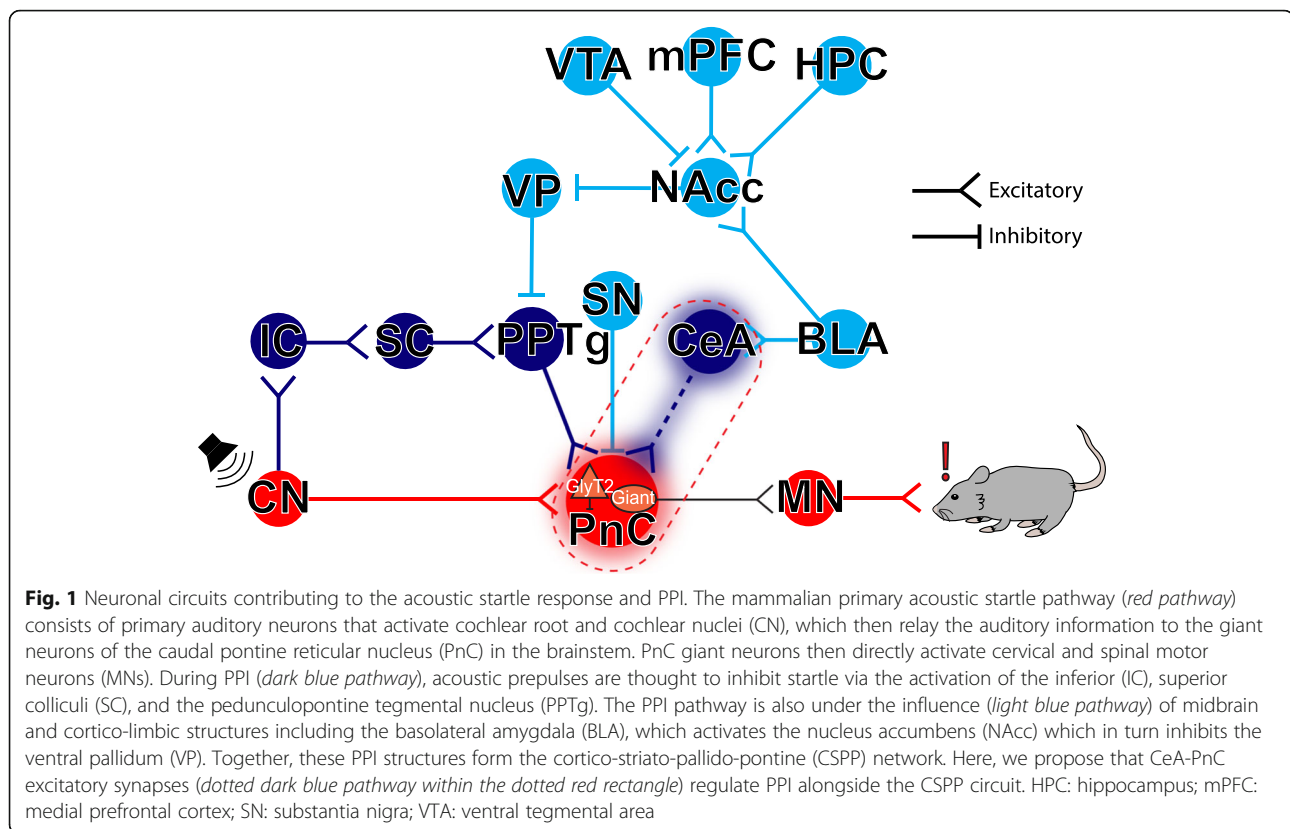 VTA mPFC HPC
VP NAcc
Excitatory
Inhibitory
SN
IC SC PPTg CeA BLA
!
CN GlyT2 Giant MN
PnC
Fig. 1 Neuronal circuits contributing to the acoustic startle response and PPI. The mammalian primary acoustic startle pathway (red pathway)
consists of primary auditory neurons that activate cochlear root and cochlear nuclei (CN), which then relay the auditory information to the giant
neurons of the caudal pontine reticular nucleus (PnC) in the brainstem. PnC giant neurons then directly activate cervical and spinal motor
neurons (MNs). During PPI (dark blue pathway), acoustic prepulses are thought to inhibit startle via the activation of the inferior (IC), superior
colliculi (SC), and the pedunculopontine tegmental nucleus (PPTg). The PPI pathway is also under the influence (light blue pathway) of midbrain
and cortico-limbic structures including the basolateral amygdala (BLA), which activates the nucleus accumbens (NAcc) which in turn inhibits the
ventral pallidum (VP). Together, these PPI structures form the cortico-striato-pallido-pontine (CSPP) network. Here, we propose that CeA-PnC
excitatory synapses (dotted dark blue pathway within the dotted red rectangle) regulate PPI alongside the CSPP circuit. HPC: hippocampus; mPFC:
medial prefrontal cortex; SN: substantia nigra; VTA: ventral tegmental area